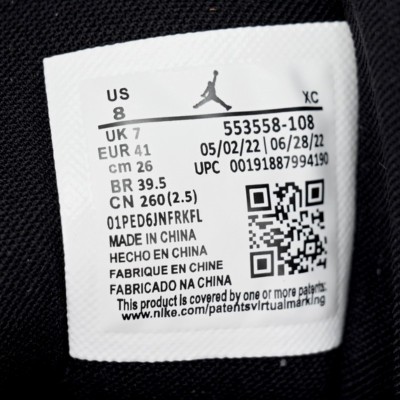 US
8
XC
UK 7
553558-108
EUR 41
05/02/22 | 06/28/22
cm 26
UPC 00191887994190
BR 39.5
CN 260 (2.5)
01PED6JNFRKFL
MADE IN CHINA
HECHO EN CHINA
FABRIQUE EN CHINE
FABRICADO NA CHINA
This product is covered by one or more patents.
www.nike.com/patentsvirtualmarking